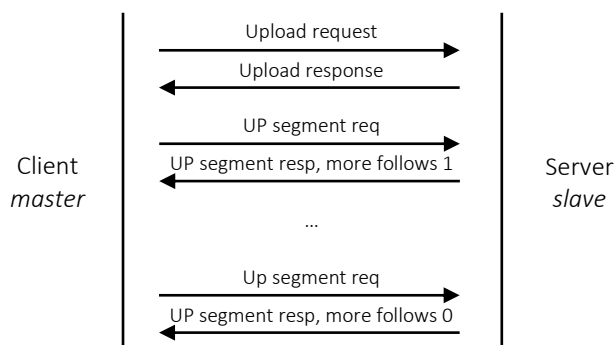 Upload request
Upload response
UP segment req
UP segment resp, more follows 1
Client
master
Server
slave
...
Up segment req
UP segment resp, more follows 0